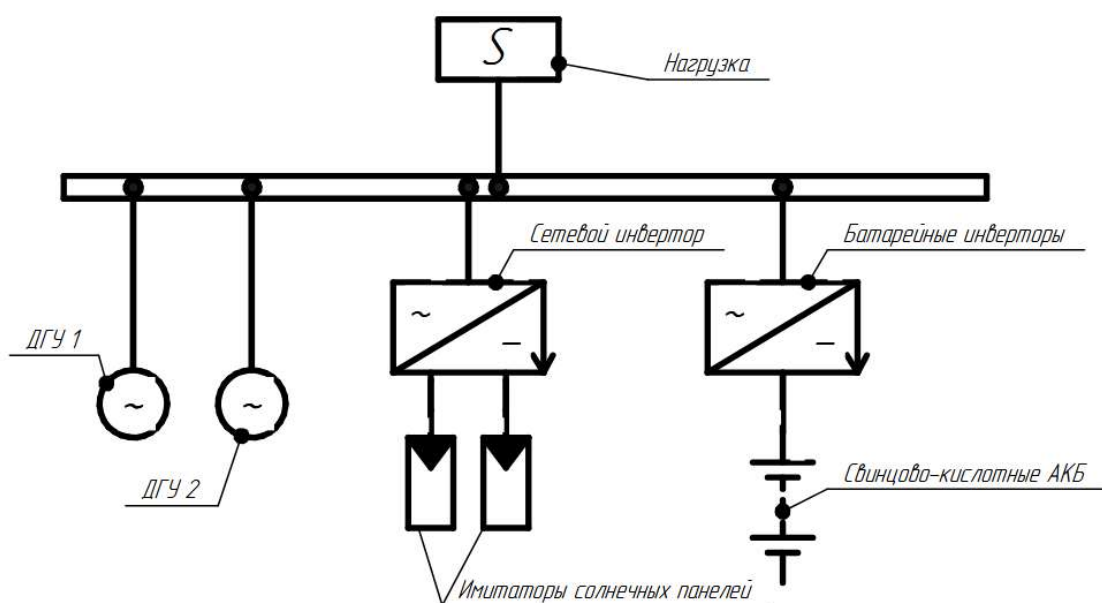 S
Нагрузка
Сетевой инвертор
Батарейные инверторы
~
–
~
–
ДГУ 1
~
~
ДГУ 2
Свинцово-кислотные АКБ
Имитаторы солнечных панелей